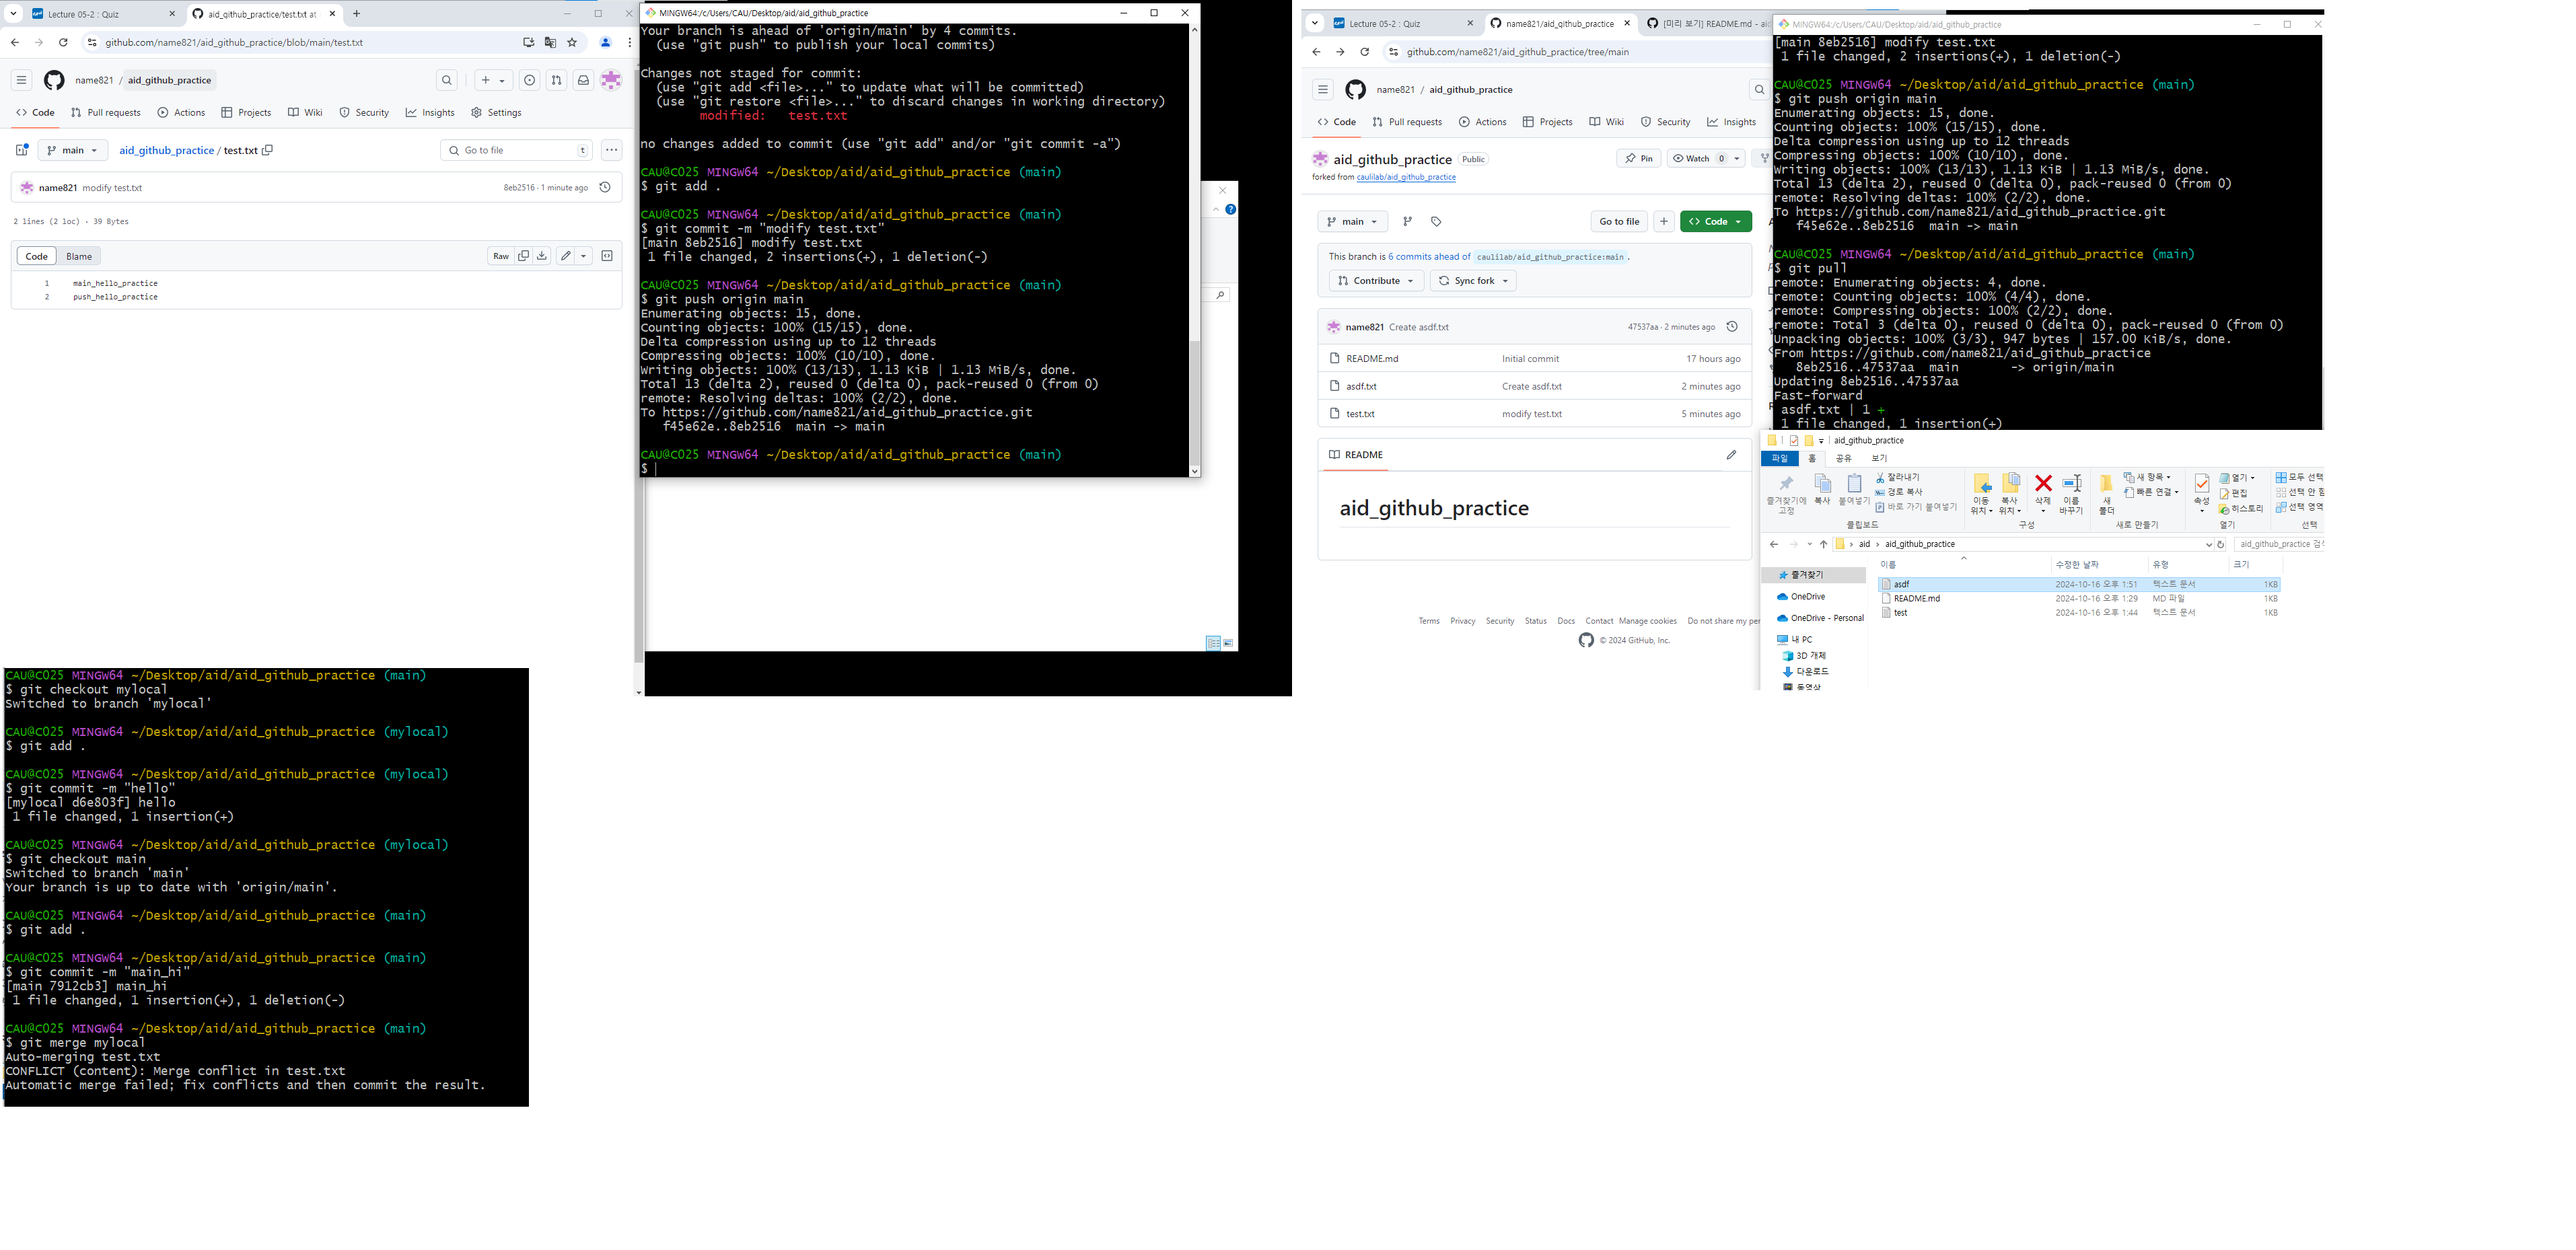 Lecture 05-2 : Quiz
aid_github_practice/test.txt at
github.com/name821/aid_github_practice/blob/main/test.txt
name821 / aid_github_practice
Code Pull requests Actions Projects Wiki Security Insights Settings
main aid_github_practice / test.txt Go to file t
name821 modify test.txt 8eb2516 · 1 minute ago
2 lines (2 loc) · 39 Bytes
Code Blame Raw
1 main_hello_practice
2 push_hello_practice
MINGW64:/c/Users/CAU/Desktop/aid/aid_github_practice
Your branch is ahead of 'origin/main' by 4 commits.
(use "git push" to publish your local commits)
Changes not staged for commit:
(use "git add <file>..." to update what will be committed)
(use "git restore <file>..." to discard changes in working directory)
modified: test.txt
no changes added to commit (use "git add" and/or "git commit -a")
CAU@C025 MINGW64 ~/Desktop/aid/aid_github_practice (main)
$ git add .
CAU@C025 MINGW64 ~/Desktop/aid/aid_github_practice (main)
$ git commit -m "modify test.txt"
[main 8eb2516] modify test.txt
1 file changed, 2 insertions(+), 1 deletion(-)
CAU@C025 MINGW64 ~/Desktop/aid/aid_github_practice (main)
$ git push origin main
Enumerating objects: 15, done.
Counting objects: 100% (15/15), done.
Delta compression using up to 12 threads
Compressing objects: 100% (10/10), done.
Writing objects: 100% (13/13), 1.13 KiB | 1.13 MiB/s, done.
Total 13 (delta 2), reused 0 (delta 0), pack-reused 0 (from 0)
remote: Resolving deltas: 100% (2/2), done.
To https://github.com/name821/aid_github_practice.git
f45e62e..8eb2516 main -> main
CAU@C025 MINGW64 ~/Desktop/aid/aid_github_practice (main)
$
Lecture 05-2 : Quiz
name821/aid_github_practice
[미리 보기] README.md - ai
github.com/name821/aid_github_practice/tree/main
name821 / aid_github_practice
Code Pull requests Actions Projects Wiki Security Insights
aid_github_practice Public Pin Watch 0
forked from caulilab/aid_github_practice
main Go to file Code
This branch is 6 commits ahead of caulilab/aid_github_practice:main.
Contribute Sync fork
name821 Create asdf.txt 47537aa · 2 minutes ago
README.md Initial commit 17 hours ago
asdf.txt Create asdf.txt 2 minutes ago
test.txt modify test.txt 5 minutes ago
README
aid_github_practice
Terms Privacy Security Status Docs Contact Manage cookies Do not share my per
© 2024 GitHub, Inc.
MINGW64:/c/Users/CAU/Desktop/aid/aid_github_practice
[main 8eb2516] modify test.txt
1 file changed, 2 insertions(+), 1 deletion(-)
CAU@C025 MINGW64 ~/Desktop/aid/aid_github_practice (main)
$ git push origin main
Enumerating objects: 15, done.
Counting objects: 100% (15/15), done.
Delta compression using up to 12 threads
Compressing objects: 100% (10/10), done.
Writing objects: 100% (13/13), 1.13 KiB | 1.13 MiB/s, done.
Total 13 (delta 2), reused 0 (delta 0), pack-reused 0 (from 0)
remote: Resolving deltas: 100% (2/2), done.
To https://github.com/name821/aid_github_practice.git
f45e62e..8eb2516 main -> main
CAU@C025 MINGW64 ~/Desktop/aid/aid_github_practice (main)
$ git pull
remote: Enumerating objects: 4, done.
remote: Counting objects: 100% (4/4), done.
remote: Compressing objects: 100% (2/2), done.
remote: Total 3 (delta 0), reused 0 (delta 0), pack-reused 0 (from 0)
Unpacking objects: 100% (3/3), 947 bytes | 157.00 KiB/s, done.
From https://github.com/name821/aid_github_practice
8eb2516..47537aa main -> origin/main
Updating 8eb2516..47537aa
Fast-forward
asdf.txt | 1 +
1 file changed, 1 insertion(+)
aid_github_practice
파일 홈 공유 보기
즐겨찾기에 고정 복사 붙여넣기 잘라내기 경로 복사 바로 가기 붙여넣기
이동 위치 복사 위치 삭제 이름 바꾸기
새 폴더 새 항목 빠른 연결
속성 열기 편집 히스토리
모두 선택 선택 안 함 선택 영역
클립보드 구성 새로 만들기 열기 선택
aid aid_github_practice aid_github_practice 검색
이름 수정한 날짜 유형 크기
asdf 2024-10-16 오후 1:51 텍스트 문서 1KB
README.md 2024-10-16 오후 1:29 MD 파일 1KB
test 2024-10-16 오후 1:44 텍스트 문서 1KB
즐겨찾기
OneDrive
OneDrive - Personal
내 PC
3D 개체
다운로드
동영상
CAU@C025 MINGW64 ~/Desktop/aid/aid_github_practice (main)
$ git checkout mylocal
Switched to branch 'mylocal'
CAU@C025 MINGW64 ~/Desktop/aid/aid_github_practice (mylocal)
$ git add .
CAU@C025 MINGW64 ~/Desktop/aid/aid_github_practice (mylocal)
$ git commit -m "hello"
[mylocal d6e803f] hello
1 file changed, 1 insertion(+)
CAU@C025 MINGW64 ~/Desktop/aid/aid_github_practice (mylocal)
$ git checkout main
Switched to branch 'main'
Your branch is up to date with 'origin/main'.
CAU@C025 MINGW64 ~/Desktop/aid/aid_github_practice (main)
$ git add .
CAU@C025 MINGW64 ~/Desktop/aid/aid_github_practice (main)
$ git commit -m "main_hi"
[main 7912cb3] main_hi
1 file changed, 1 insertion(+), 1 deletion(-)
CAU@C025 MINGW64 ~/Desktop/aid/aid_github_practice (main)
$ git merge mylocal
Auto-merging test.txt
CONFLICT (content): Merge conflict in test.txt
Automatic merge failed; fix conflicts and then commit the result.